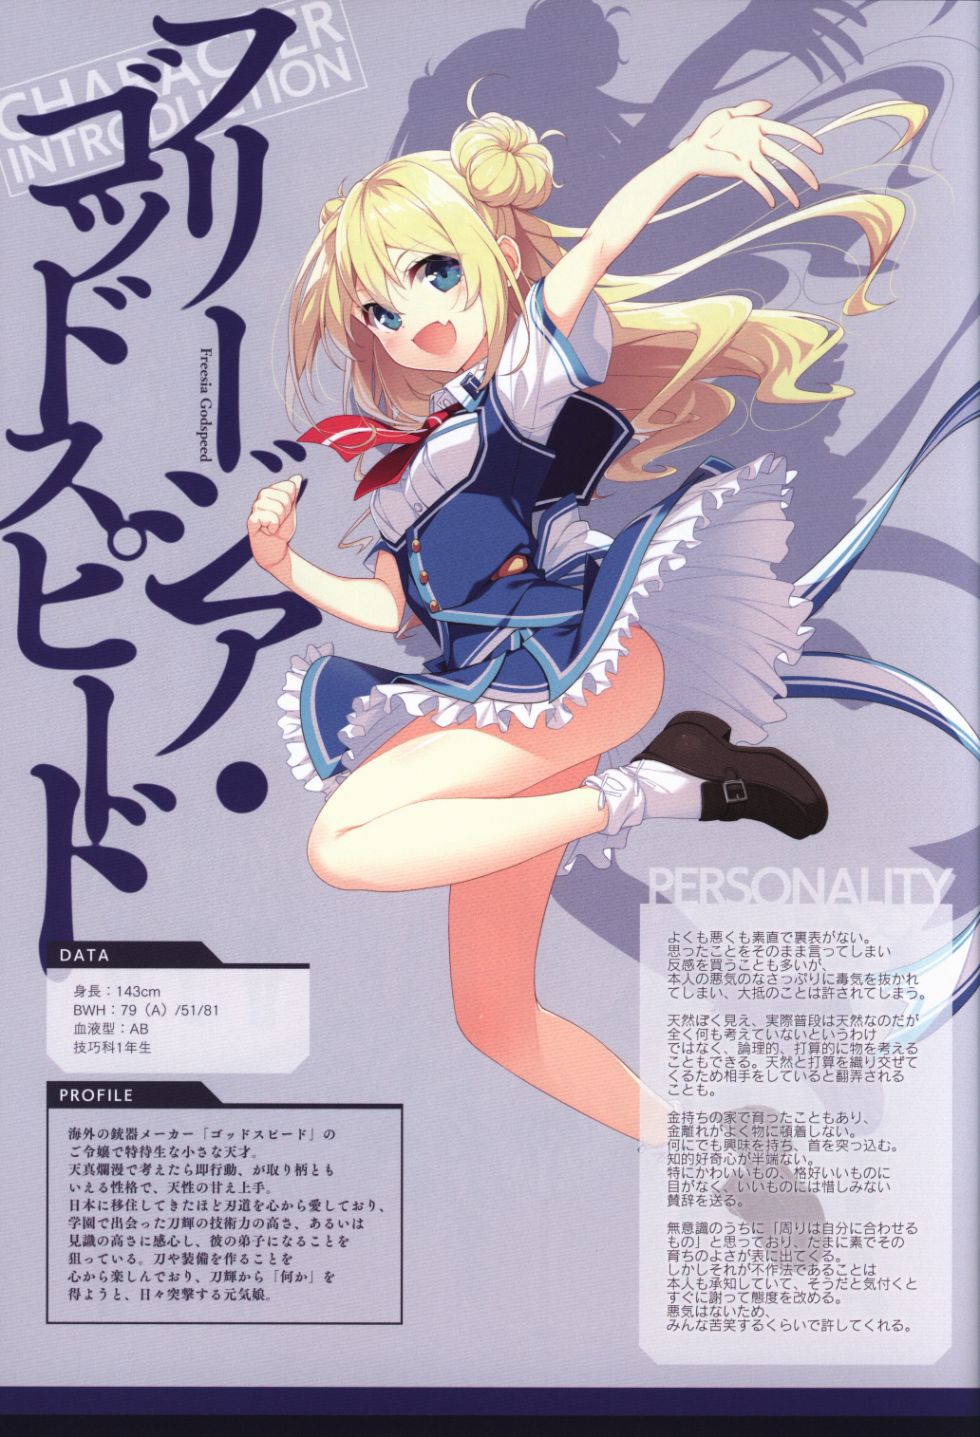 CHARACTER
INTRODUCTION
フリージア・
ゴッドスピード
Freesia Godspeed
DATA
身長：143cm
BWH：79（A）/51/81
血液型：AB
技巧科1年生
PROFILE
海外の銃器メーカー「ゴッドスピード」の
ご令嬢で特待生な小さな天才。
天真爛漫で考えたら即行動、が取り柄とも
いえる性格で、天性の甘え上手。
日本に移住してきたほど刃道を心から愛しており、
学園で出会った刀輝の技術力の高さ、あるいは
見識の高さに感心し、彼の弟子になることを
狙っている。刀や装備を作ることを
心から楽しんでおり、刀輝から「何か」を
得ようと、日々突撃する元気娘。
PERSONALITY
よくも悪くも素直で裏表がない。
思ったことをそのまま言ってしまい
反感を買うことも多いが、
本人の悪気のなさっぷりに毒気を抜かれ
てしまい、大抵のことは許されてしまう。
天然ぽく見え、実際普段は天然なのだが
全く何も考えていないというわけ
ではなく、論理的、打算的に物を考える
こともできる。天然と打算を織り交ぜて
くるため相手をしていると翻弄される
ことも。
金持ちの家で育ったこともあり、
金離れがよく物に頓着しない。
何にでも興味を持ち、首を突っ込む。
知的好奇心が半端ない。
特にかわいいもの、格好いいものに
目がなく、いいものには惜しみない
賛辞を送る。
無意識のうちに「周りは自分に合わせる
もの」と思っており、たまに素でその
育ちのよさが表に出てくる。
しかしそれが不作法であることは
本人も承知していて、そうだと気付くと
すぐに謝って態度を改める。
悪気はないため、
みんな苦笑するくらいで許してくれる。